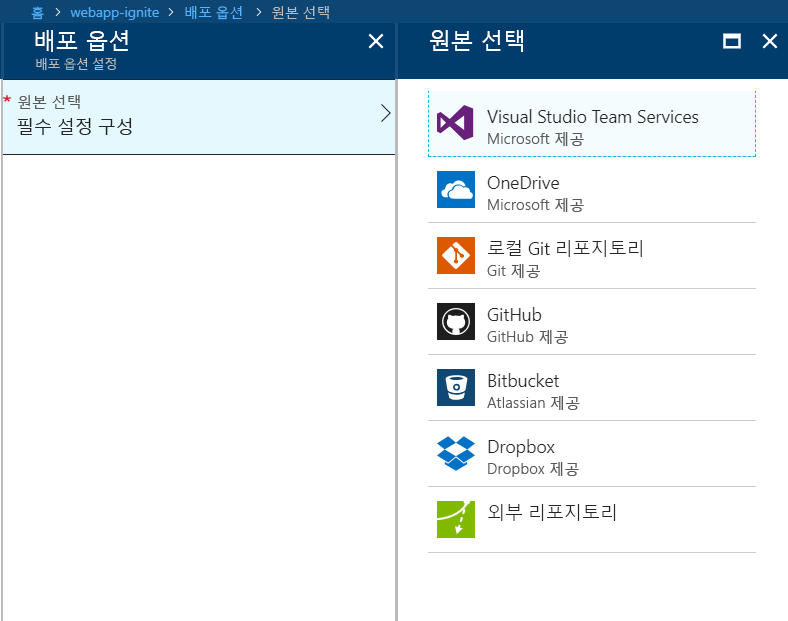 홈 > webapp-ignite > 배포 옵션 > 원본 선택
배포 옵션
배포 옵션 설정
* 원본 선택
필수 설정 구성
원본 선택
Visual Studio Team Services
Microsoft 제공
OneDrive
Microsoft 제공
로컬 Git 리포지토리
Git 제공
GitHub
GitHub 제공
Bitbucket
Atlassian 제공
Dropbox
Dropbox 제공
외부 리포지토리